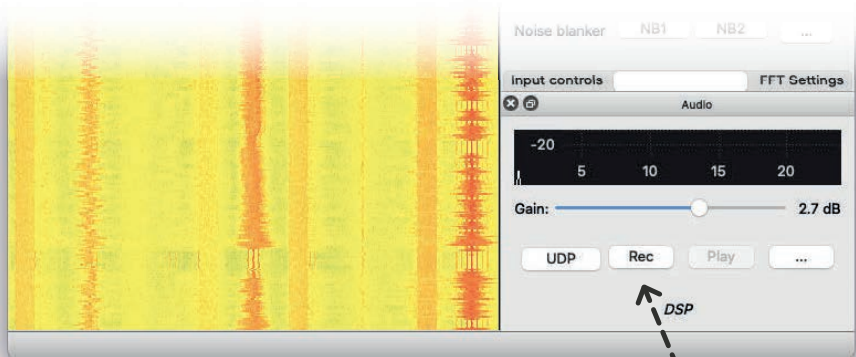 Noise blanker NB1 NB2 ...
Input controls FFT Settings
Audio
-20
5 10 15 20
Gain: 2.7 dB
UDP Rec Play ...
DSP